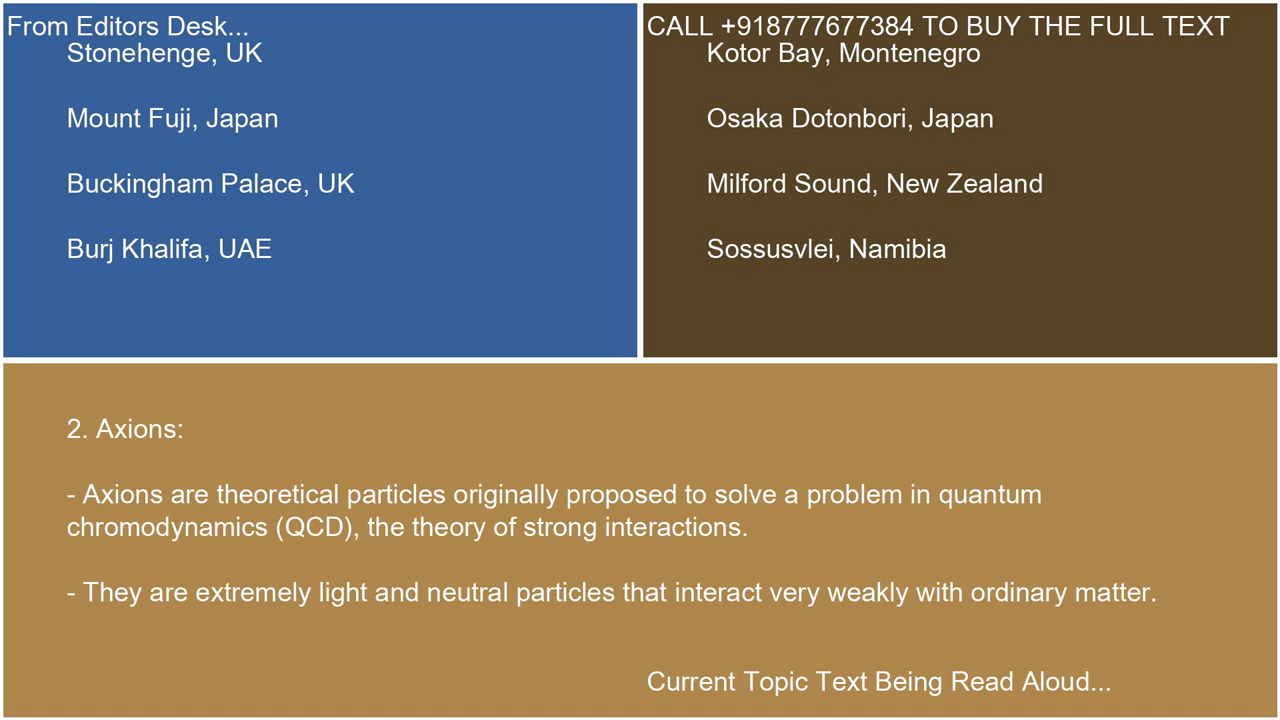 From Editors Desk...
Stonehenge, UK
Mount Fuji, Japan
Buckingham Palace, UK
Burj Khalifa, UAE
CALL +918777677384 TO BUY THE FULL TEXT
Kotor Bay, Montenegro
Osaka Dotonbori, Japan
Milford Sound, New Zealand
Sossusvlei, Namibia
2. Axions:
- Axions are theoretical particles originally proposed to solve a problem in quantum
chromodynamics (QCD), the theory of strong interactions.
- They are extremely light and neutral particles that interact very weakly with ordinary matter.
Current Topic Text Being Read Aloud...